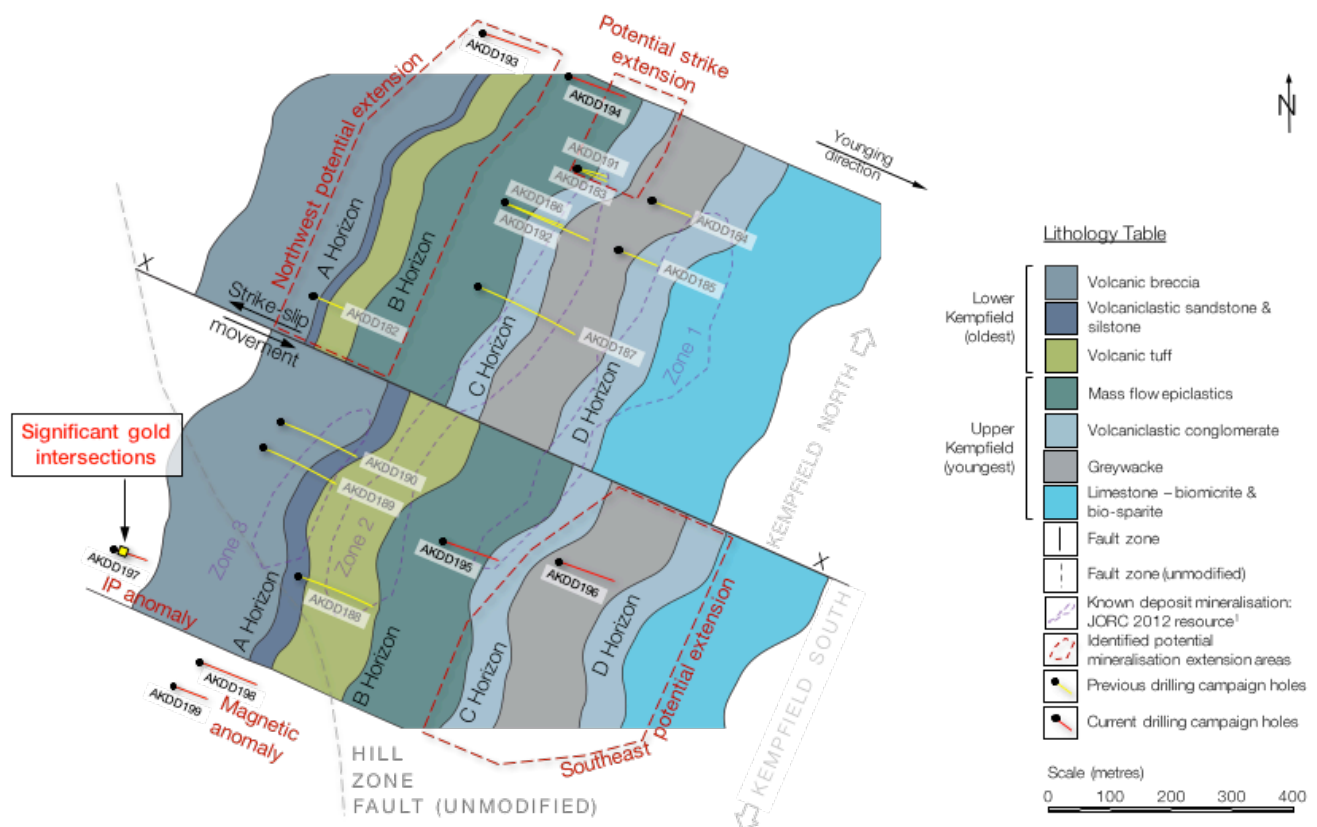 AKDD193
Potential strike
extension
Northwest potential extension
AKDD194
N
Younging
direction
AKDD191
AKDD183
AKDD186
AKDD192
AKDD184
AKDD185
A Horizon
B Horizon
X
Strike-slip
movement
AKDD182
AKDD187
Zone 1
C Horizon
D Horizon
KEMPFIELD NORTH
Significant gold
intersections
AKDD190
AKDD189
Zone 3
Zone 2
AKDD197
IP anomaly
AKDD195
AKDD196
X
AKDD188
A Horizon
B Horizon
C Horizon
D Horizon
AKDD198
AKDD199
Magnetic
anomaly
Southeast potential extension
KEMPFIELD SOUTH
HILL
ZONE
FAULT (UNMODIFIED)
Lithology Table
Lower
Kempfield
(oldest)
Volcanic breccia
Volcaniclastic sandstone &
silstone
Volcanic tuff
Upper
Kempfield
(youngest)
Mass flow epiclastics
Volcaniclastic conglomerate
Greywacke
Limestone – biomicrite &
bio-sparite
Fault zone
Fault zone (unmodified)
Known deposit mineralisation:
JORC 2012 resource¹
Identified potential
mineralisation extension areas
Previous drilling campaign holes
Current drilling campaign holes
Scale (metres)
0 100 200 300 400